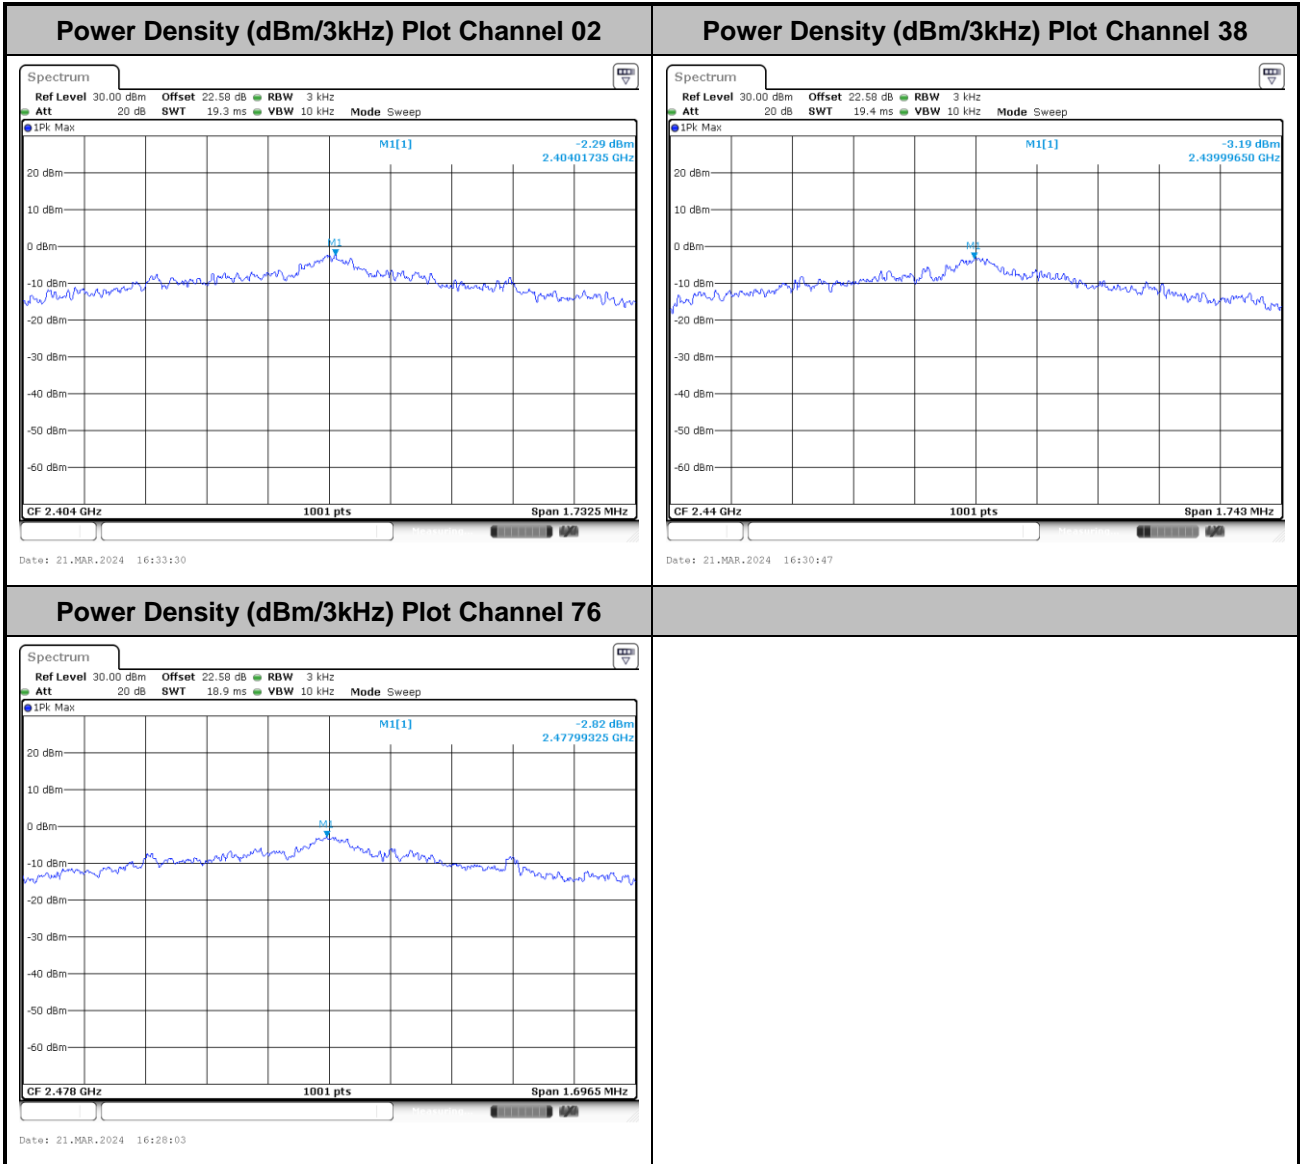 Power Density (dBm/3kHz) Plot Channel 02
Spectrum
Ref Level 30.00 dBm Offset 22.58 dB RBW 3 kHz
Att 20 dB SWT 19.3 ms VBW 10 kHz Mode Sweep
1Pk Max
M1[1] -2.29 dBm
2.40401735 GHz
20 dBm
10 dBm
M1
0 dBm
-10 dBm
-20 dBm
-30 dBm
-40 dBm
-50 dBm
-60 dBm
CF 2.404 GHz 1001 pts Span 1.7325 MHz
Date: 21.MAR.2024 16:33:30
Power Density (dBm/3kHz) Plot Channel 38
Spectrum
Ref Level 30.00 dBm Offset 22.58 dB RBW 3 kHz
Att 20 dB SWT 19.4 ms VBW 10 kHz Mode Sweep
1Pk Max
M1[1] -3.19 dBm
2.43999650 GHz
20 dBm
10 dBm
0 dBm
M1
-10 dBm
-20 dBm
-30 dBm
-40 dBm
-50 dBm
-60 dBm
CF 2.44 GHz 1001 pts Span 1.743 MHz
Date: 21.MAR.2024 16:30:47
Power Density (dBm/3kHz) Plot Channel 76
Spectrum
Ref Level 30.00 dBm Offset 22.58 dB RBW 3 kHz
Att 20 dB SWT 18.9 ms VBW 10 kHz Mode Sweep
1Pk Max
M1[1] -2.82 dBm
2.47799325 GHz
20 dBm
10 dBm
0 dBm
M1
-10 dBm
-20 dBm
-30 dBm
-40 dBm
-50 dBm
-60 dBm
CF 2.478 GHz 1001 pts Span 1.6965 MHz
Date: 21.MAR.2024 16:28:03